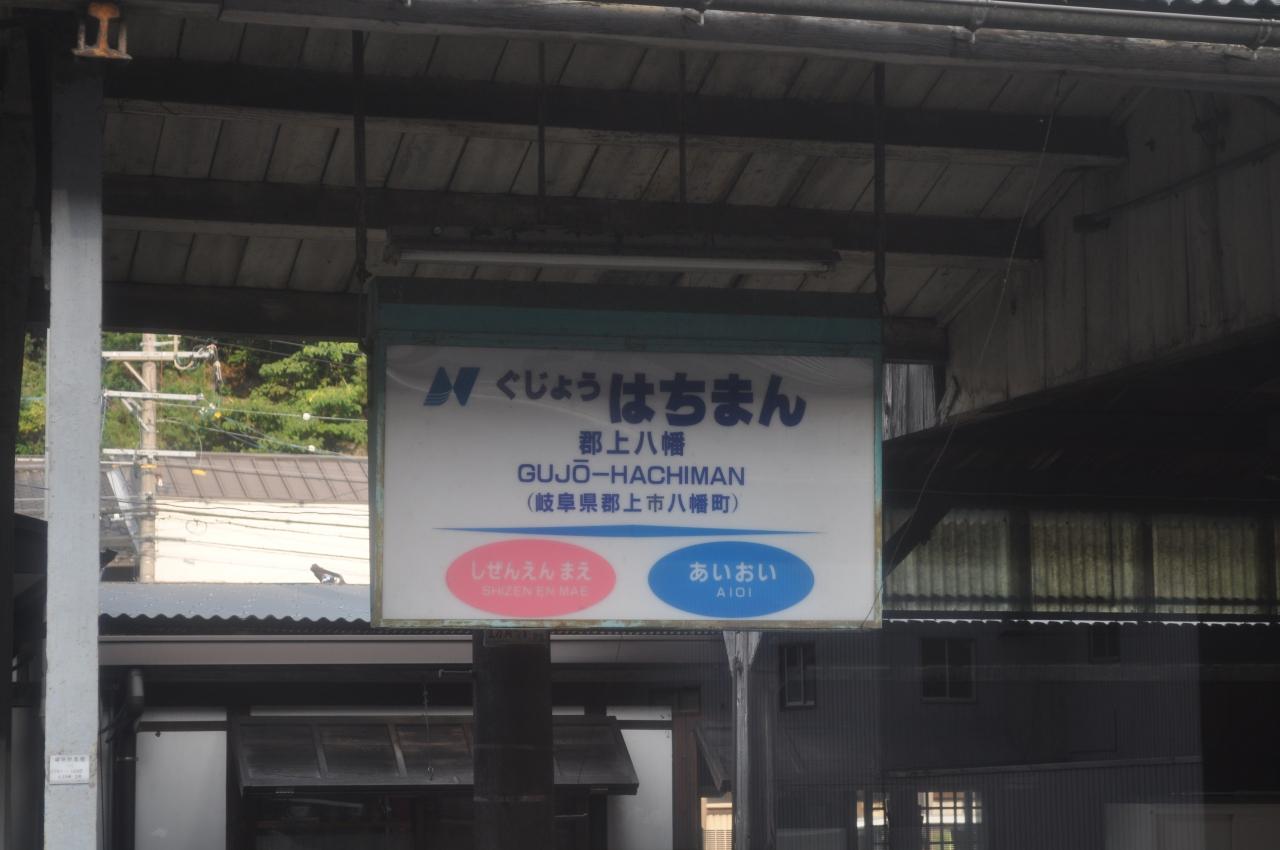 ぐじょう はちまん
郡上八幡
GUJŌ-HACHIMAN
(岐阜県郡上市八幡町)
しぜんえん まえ
SHIZEN EN MAE
あいおい
AIOI